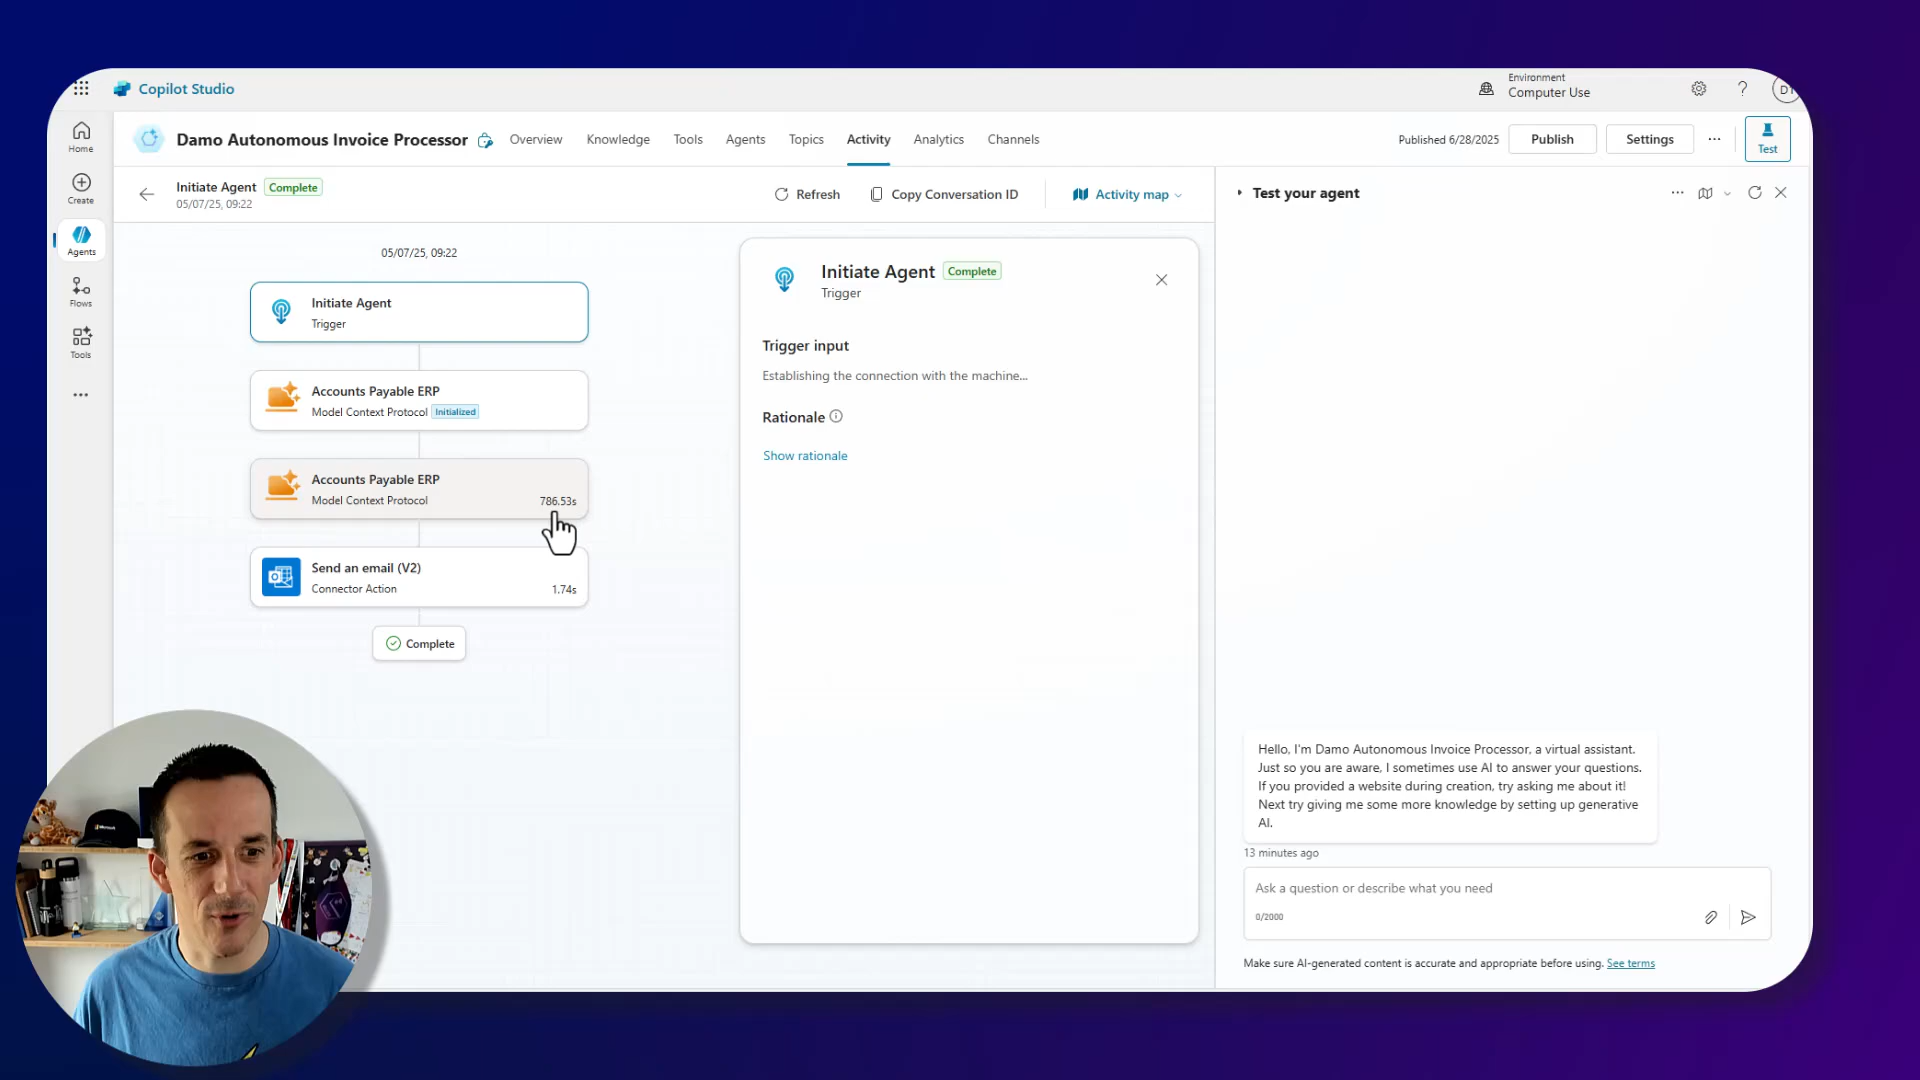 Copilot Studio
Environment
Computer Use
?
Home
Create
Agents
Flows
Tools
Damo Autonomous Invoice Processor
Overview
Knowledge
Tools
Agents
Topics
Activity
Analytics
Channels
Published 6/28/2025
Publish
Settings
Test
Initiate Agent Complete
05/07/25, 09:22
Refresh
Copy Conversation ID
Activity map
05/07/25, 09:22
Initiate Agent
Trigger
Accounts Payable ERP
Model Context Protocol Initialized
Accounts Payable ERP
Model Context Protocol 786.53s
Send an email (V2)
Connector Action 1.74s
Complete
Initiate Agent Complete
Trigger
Trigger input
Establishing the connection with the machine...
Rationale
Show rationale
Test your agent
Hello, I'm Damo Autonomous Invoice Processor, a virtual assistant.
Just so you are aware, I sometimes use AI to answer your questions.
If you provided a website during creation, try asking me about it!
Next try giving me some more knowledge by setting up generative
AI.
13 minutes ago
Ask a question or describe what you need
0/2000
Make sure AI-generated content is accurate and appropriate before using. See terms